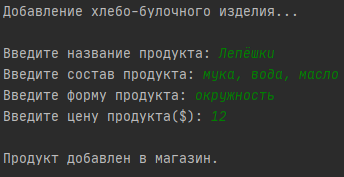 Добавление хлебо-булочного изделия...
Введите название продукта: Лепёшки
Введите состав продукта: мука, вода, масло
Введите форму продукта: окружность
Введите цену продукта($): 12
Продукт добавлен в магазин.